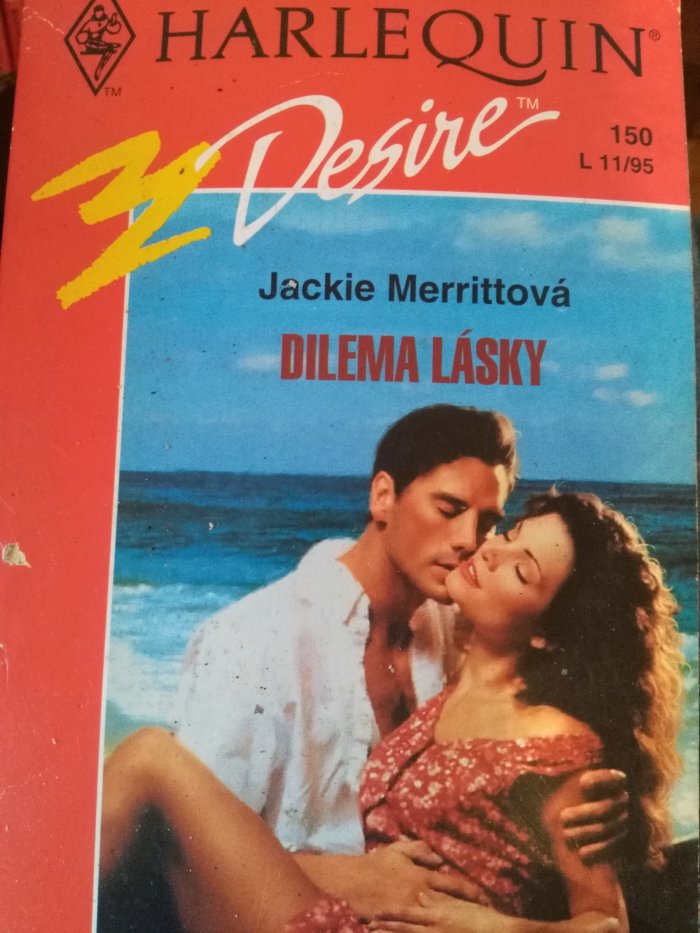 HARLEQUIN®
TM
Desire™
150
L 11/95
Jackie Merrittová
DILEMA LÁSKY